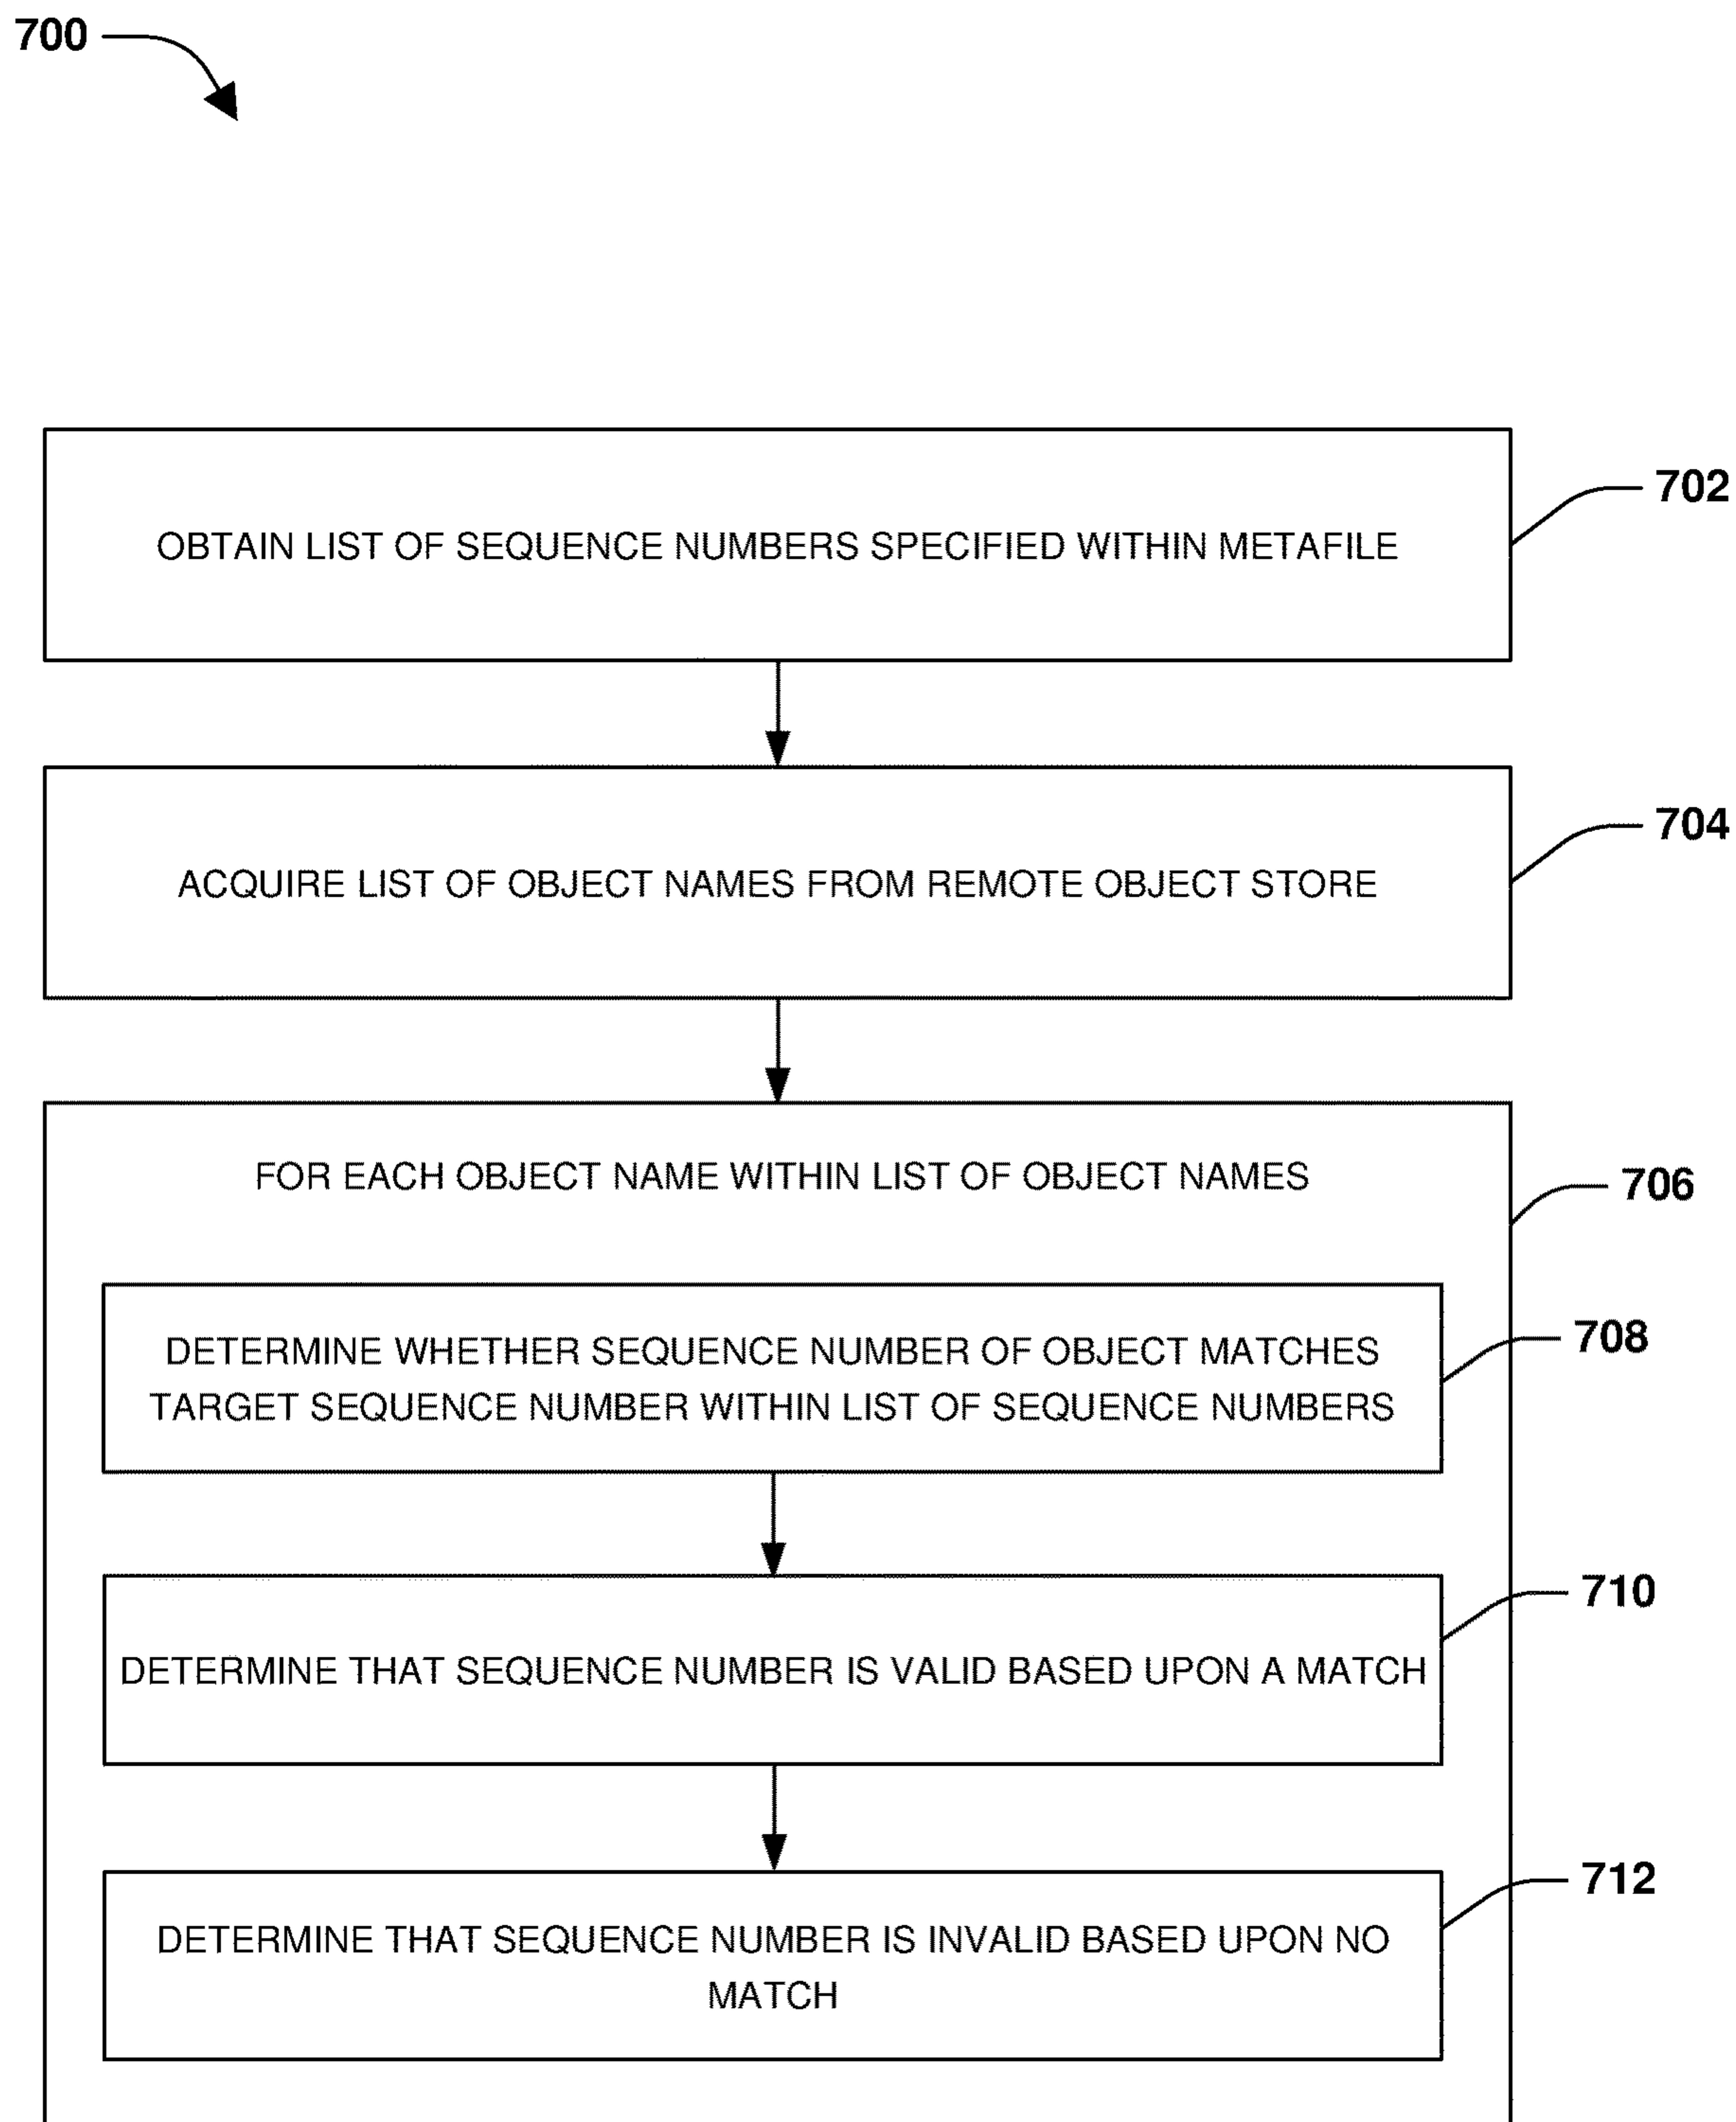 700
OBTAIN LIST OF SEQUENCE NUMBERS SPECIFIED WITHIN METAFILE
702
ACQUIRE LIST OF OBJECT NAMES FROM REMOTE OBJECT STORE
704
FOR EACH OBJECT NAME WITHIN LIST OF OBJECT NAMES
706
DETERMINE WHETHER SEQUENCE NUMBER OF OBJECT MATCHES
TARGET SEQUENCE NUMBER WITHIN LIST OF SEQUENCE NUMBERS
708
DETERMINE THAT SEQUENCE NUMBER IS VALID BASED UPON A MATCH
710
DETERMINE THAT SEQUENCE NUMBER IS INVALID BASED UPON NO
MATCH
712